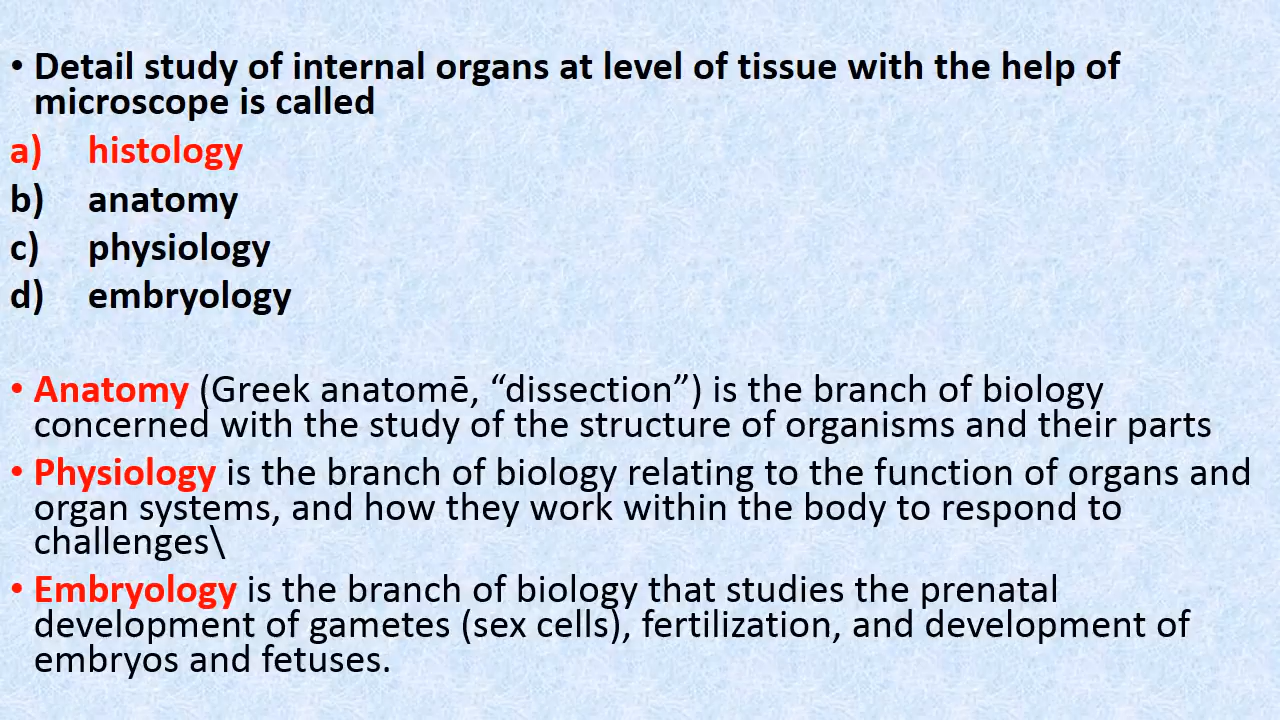 • Detail study of internal organs at level of tissue with the help of
microscope is called
a) histology
b) anatomy
c) physiology
d) embryology
• Anatomy (Greek anatomē, “dissection”) is the branch of biology
concerned with the study of the structure of organisms and their parts
• Physiology is the branch of biology relating to the function of organs and
organ systems, and how they work within the body to respond to
challenges\
• Embryology is the branch of biology that studies the prenatal
development of gametes (sex cells), fertilization, and development of
embryos and fetuses.